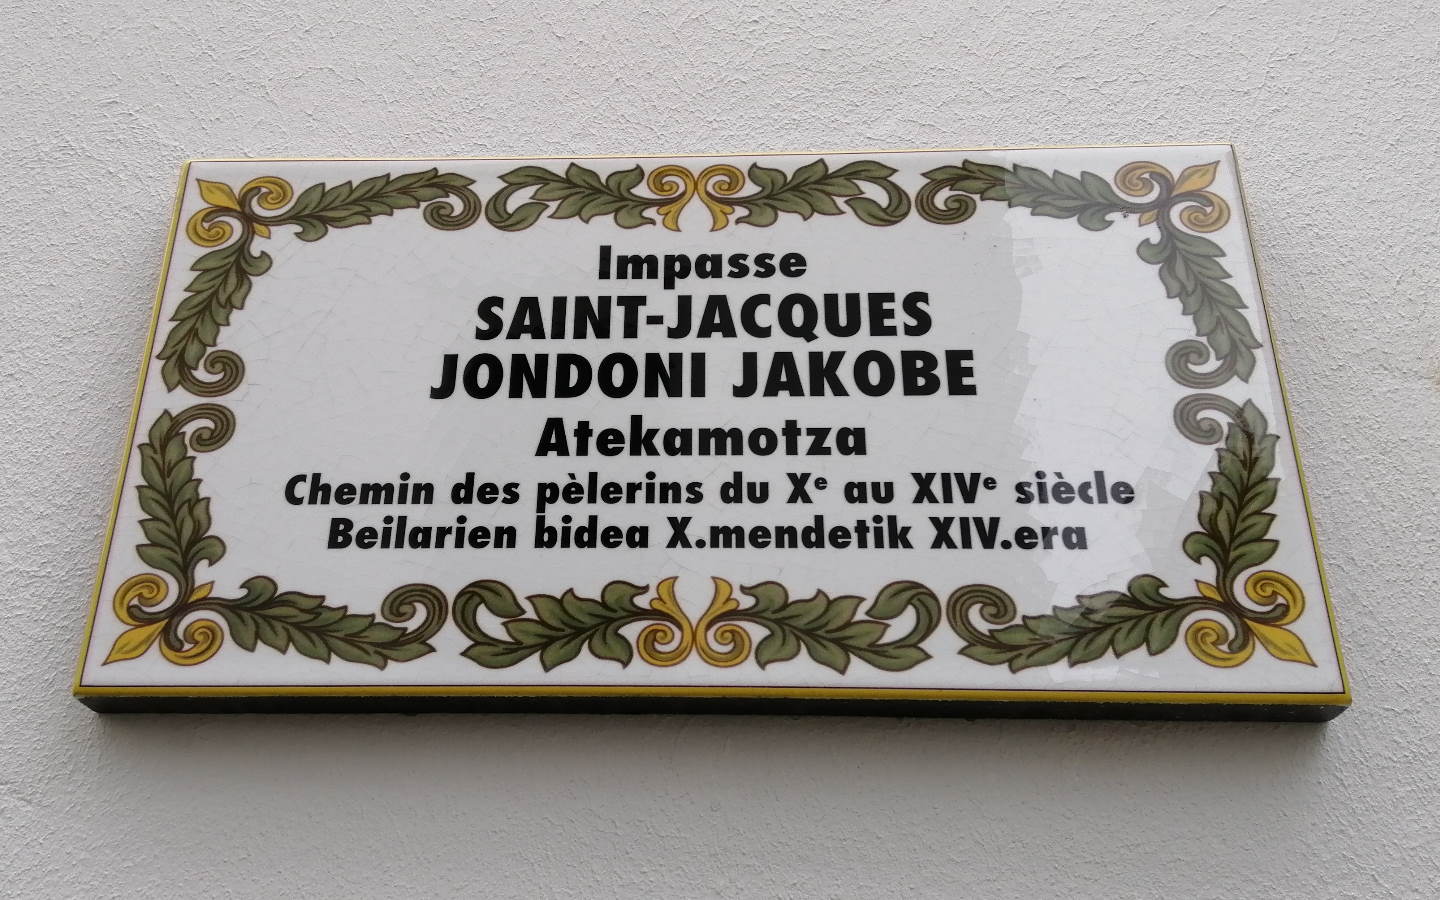 Impasse
SAINT-JACQUES
JONDONI JAKOBE
Atekamotza
Chemin des pèlerins du Xᵉ au XIVᵉ siècle
Beilarien bidea X.mendetik XIV.era